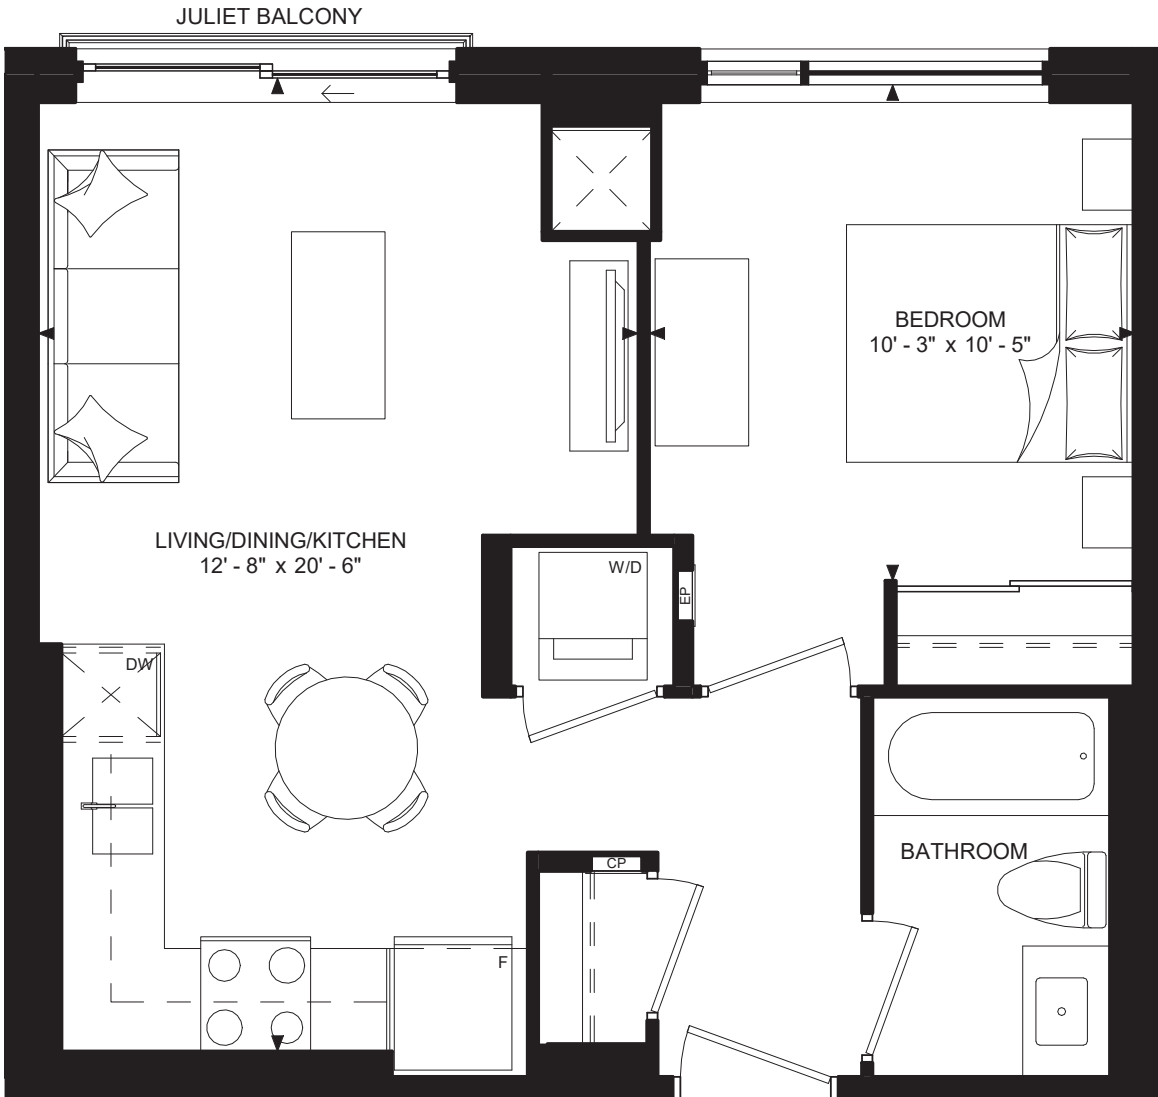 JULIET BALCONY
BEDROOM
10' - 3" x 10' - 5"
LIVING/DINING/KITCHEN
12' - 8" x 20' - 6"
W/D
EP
DW
BATHROOM
CP
F